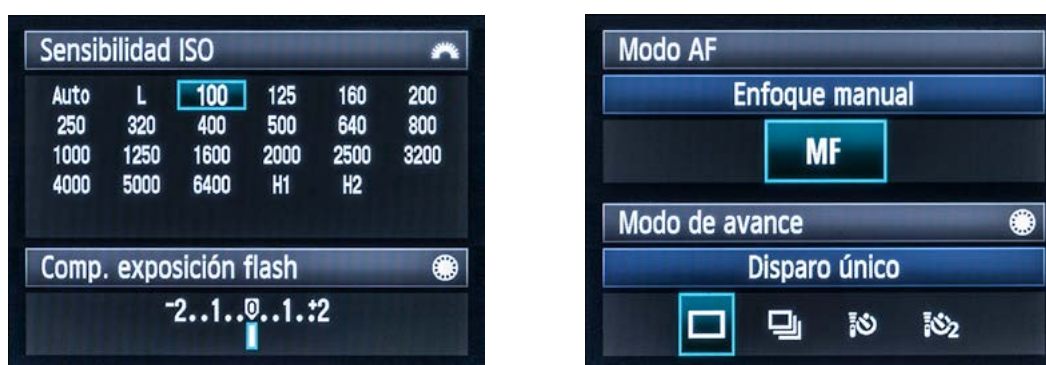 Sensibilidad ISO
Auto L 100 125 160 200
250 320 400 500 640 800
1000 1250 1600 2000 2500 3200
4000 5000 6400 H1 H2
Comp. exposición flash
-2..1..0..1.:+2
Modo AF
Enfoque manual
MF
Modo de avance
Disparo único
2